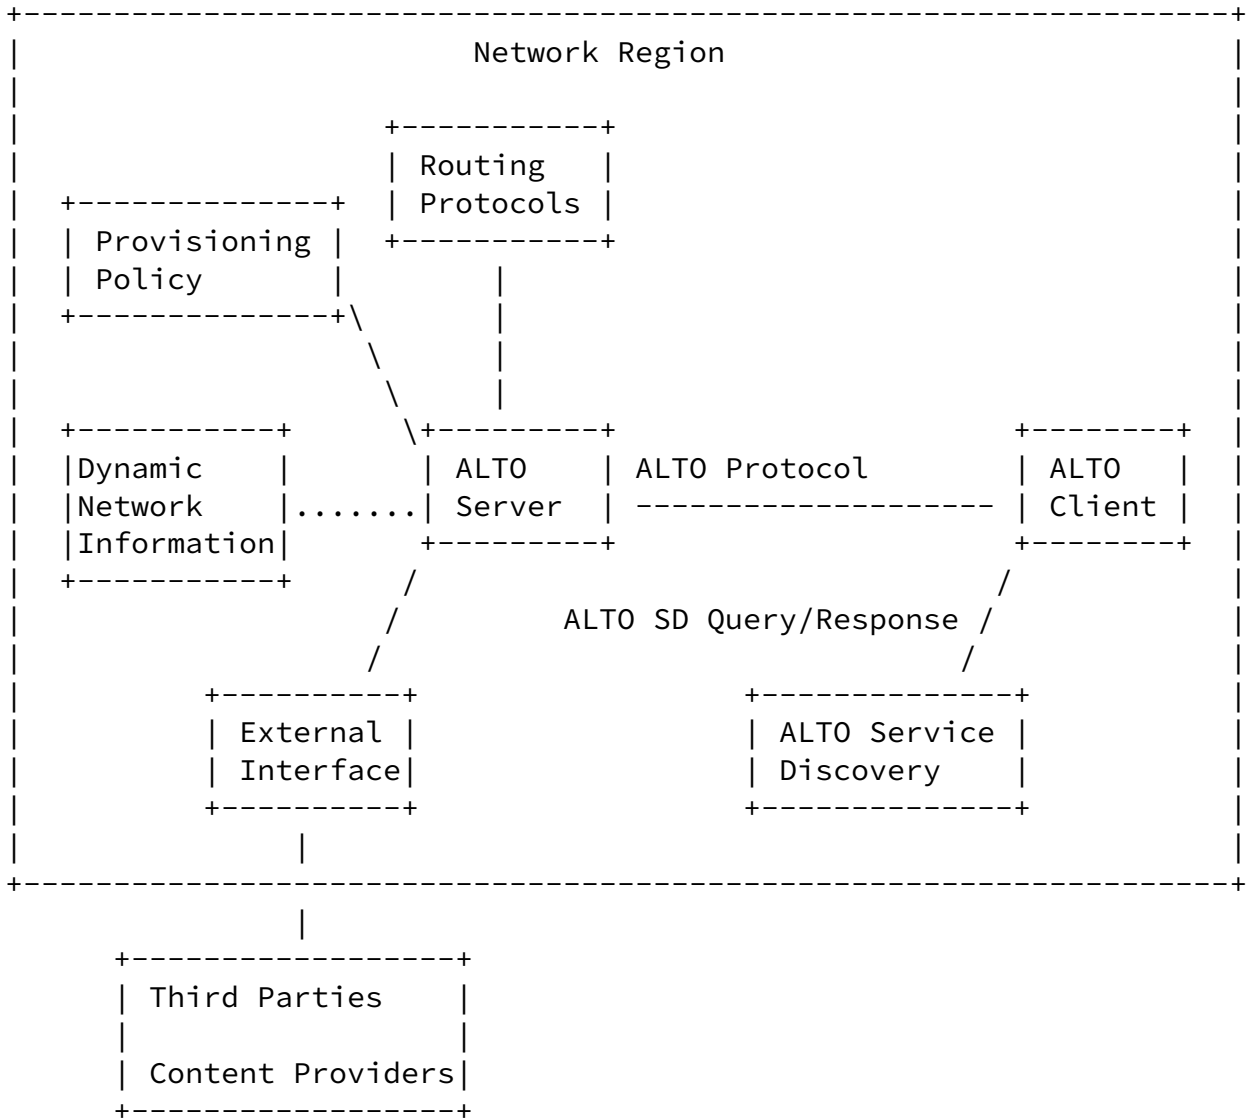 Network Region
Routing
Protocols
Provisioning
Policy
Dynamic
Network
Information
ALTO
Server
ALTO Protocol
ALTO
Client
ALTO SD Query/Response
External
Interface
ALTO Service
Discovery
Third Parties
Content Providers